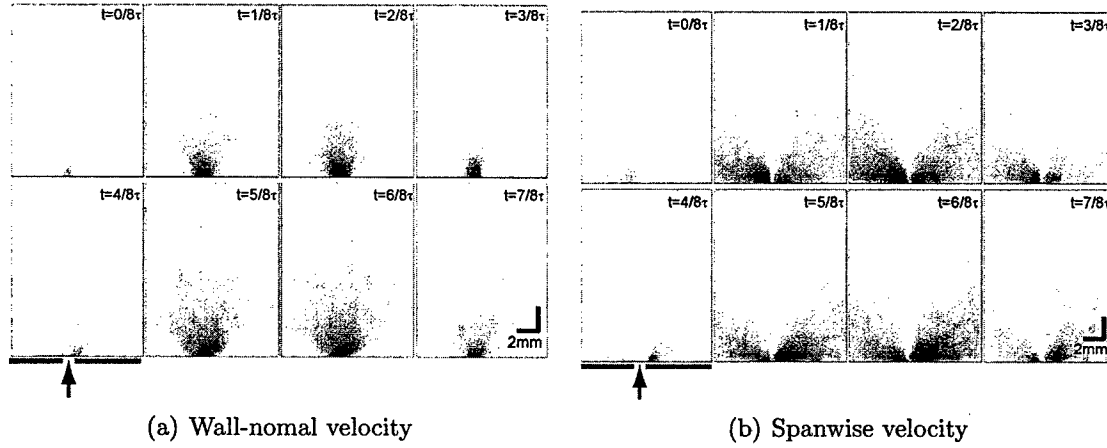 t=0/8τ t=1/8τ t=2/8τ t=3/8τ
t=4/8τ t=5/8τ t=6/8τ t=7/8τ
2mm
(a) Wall-nomal velocity
t=0/8τ t=1/8τ t=2/8τ t=3/8τ
t=4/8τ t=5/8τ t=6/8τ t=7/8τ
2mm
(b) Spanwise velocity